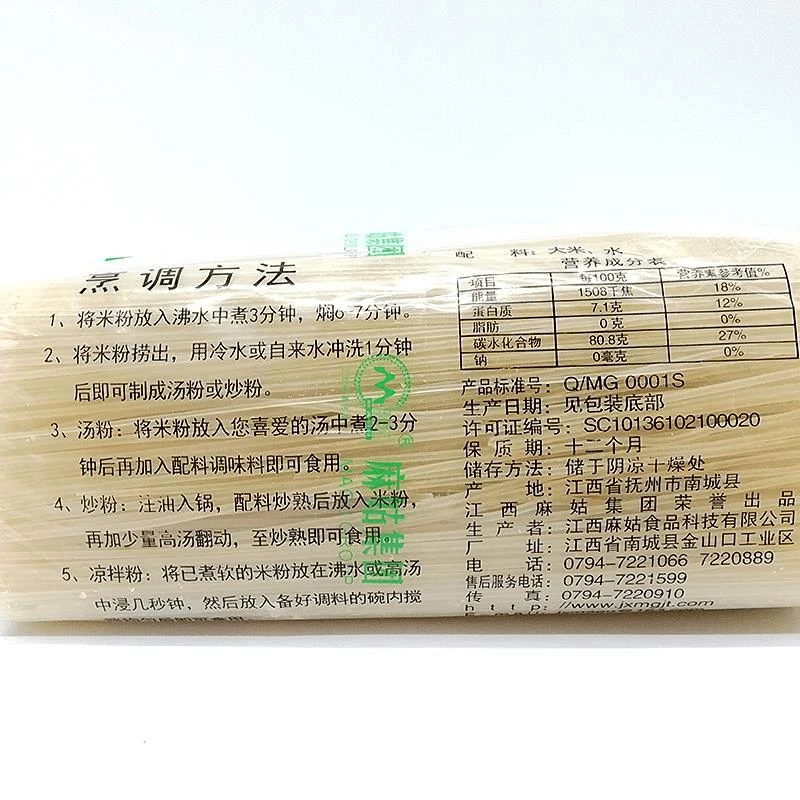 烹调方法
1、将米粉放入沸水中煮3分钟，焖6-7分钟。
2、将米粉捞出，用冷水或自来水冲洗1分钟
后即可制成汤粉或炒粉。
3、汤粉：将米粉放入您喜爱的汤中煮2-3分
钟后再加入配料调味料即可食用。
4、炒粉：注油入锅，配料炒熟后放入米粉，
再加少量高汤翻动，至炒熟即可食用。
5、凉拌粉：将已煮软的米粉放在沸水或高汤
中浸几秒钟，然后放入备好调料的碗内搅
拌均匀后即可食用。
麻姑集团
配 料：大米、水
营养成分表
项目 每100克 营养素参考值%
能量 1508千焦 18%
蛋白质 7.1克 12%
脂肪 0克 0%
碳水化合物 80.8克 27%
钠 0毫克 0%
产品标准号：Q/MG 0001S
生产日期：见包装底部
许可证编号：SC10136102100020
保质期：十二个月
储存方法：储于阴凉干燥处
产 地：江西省抚州市南城县
江西麻姑集团荣誉出品
生产者：江西麻姑食品科技有限公司
厂 址：江西省南城县金山口工业区
电 话：0794-7221066 7220889
售后服务电话：0794-7221599
传 真：0794-7220910
http://www.jxmgjt.com